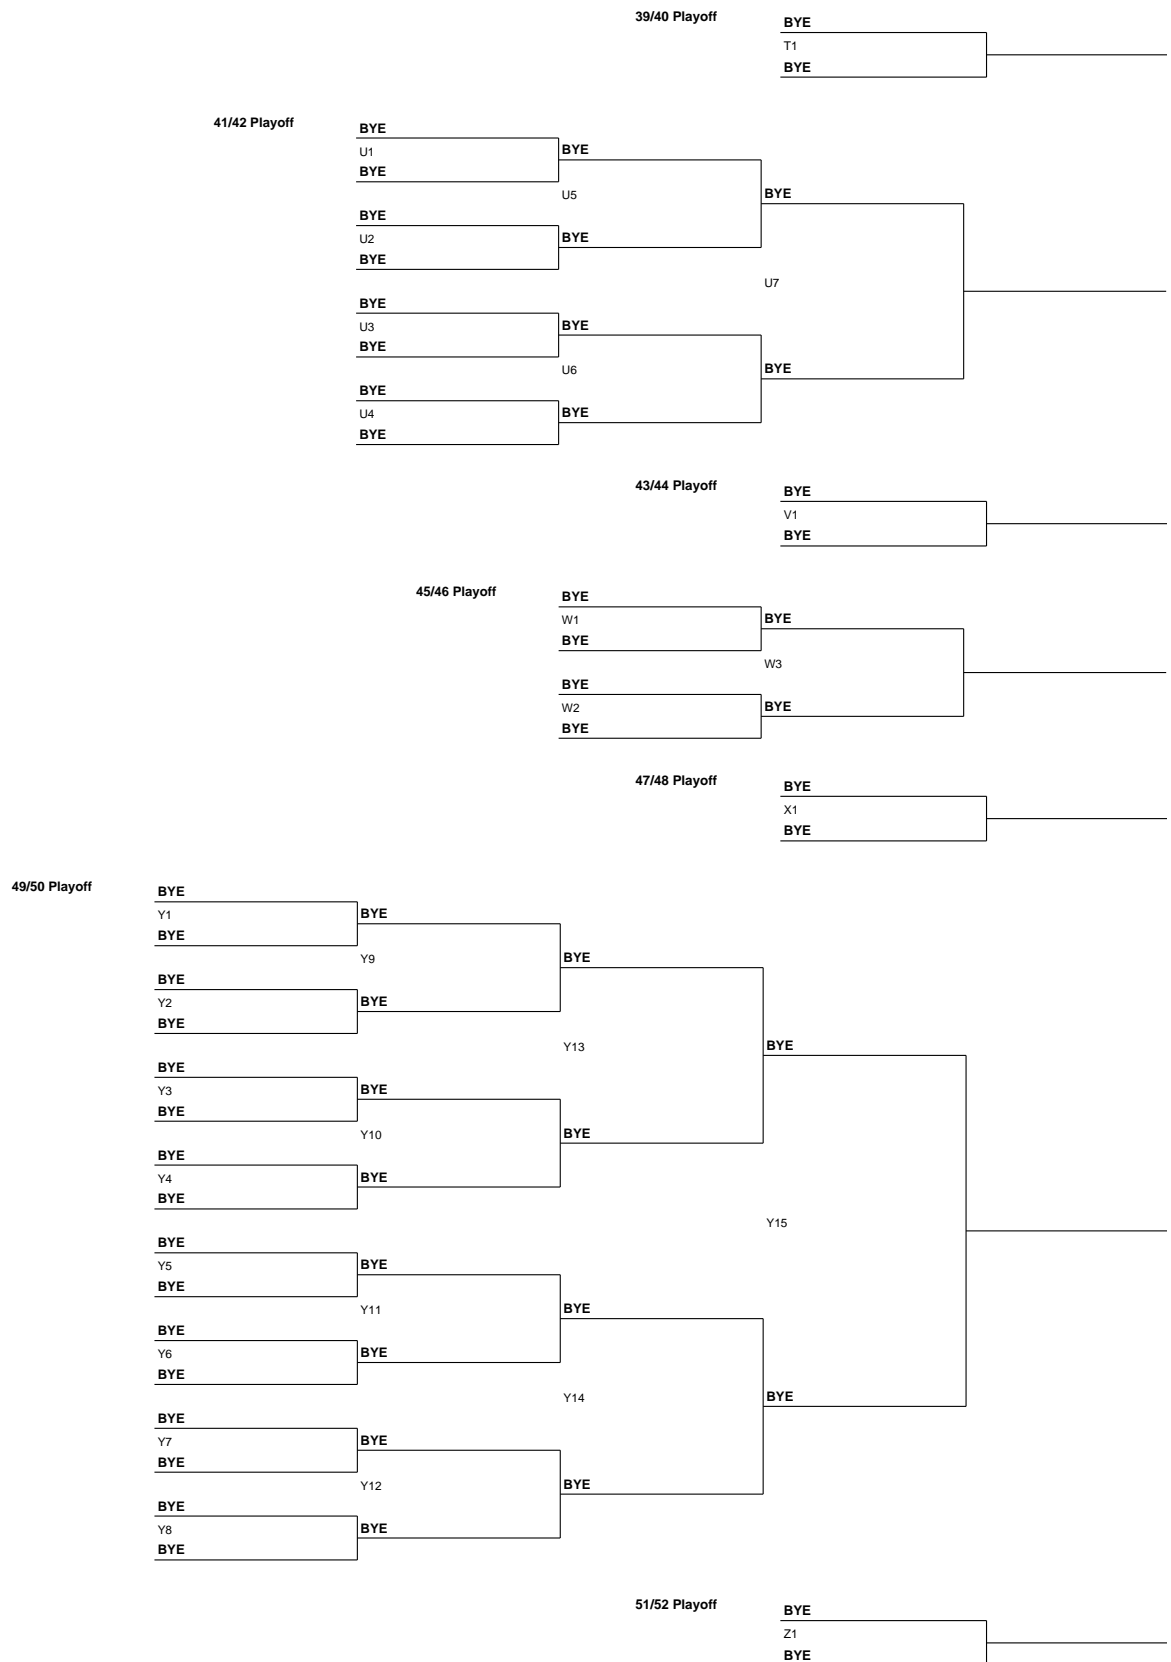 39/40 Playoff
BYE
T1
BYE
41/42 Playoff
BYE
U1
BYE
BYE
U5
BYE
BYE
U2
BYE
BYE
U7
BYE
U3
BYE
BYE
U6
BYE
BYE
U4
BYE
BYE
43/44 Playoff
BYE
V1
BYE
45/46 Playoff
BYE
W1
BYE
BYE
W3
BYE
W2
BYE
BYE
47/48 Playoff
BYE
X1
BYE
49/50 Playoff
BYE
Y1
BYE
BYE
Y9
BYE
BYE
Y2
BYE
BYE
Y13
BYE
BYE
Y3
BYE
BYE
Y10
BYE
BYE
Y4
BYE
BYE
Y15
BYE
Y5
BYE
BYE
Y11
BYE
BYE
Y6
BYE
BYE
Y14
BYE
BYE
Y7
BYE
BYE
Y12
BYE
BYE
Y8
BYE
BYE
51/52 Playoff
BYE
Z1
BYE